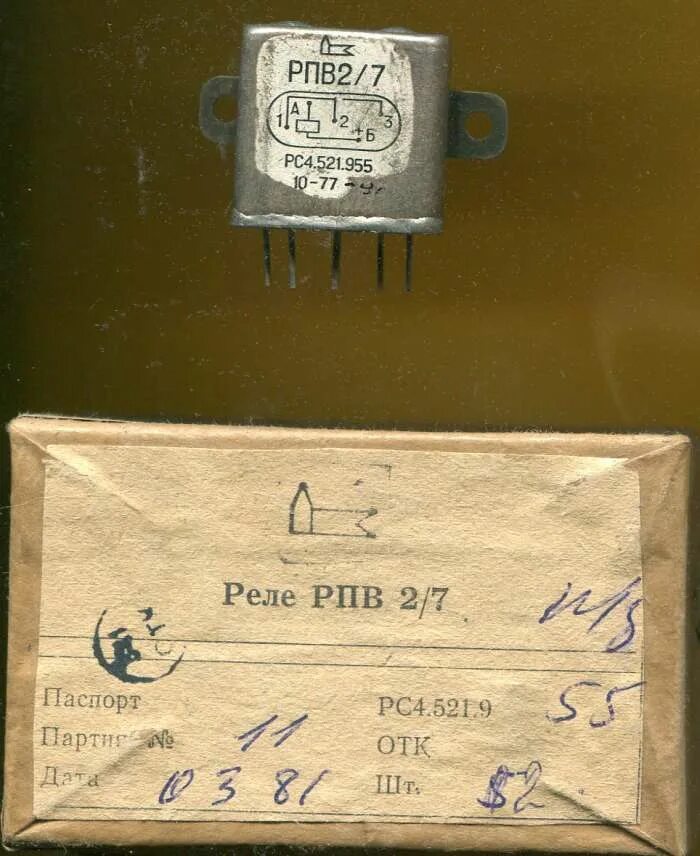 РПВ2/7
А
1 2 3
+Б
РС4.521.955
10-77
Реле РПВ 2/7
Паспорт РС4.521.9 55
Партия № 11 ОТК
Дата 03 81 Шт.